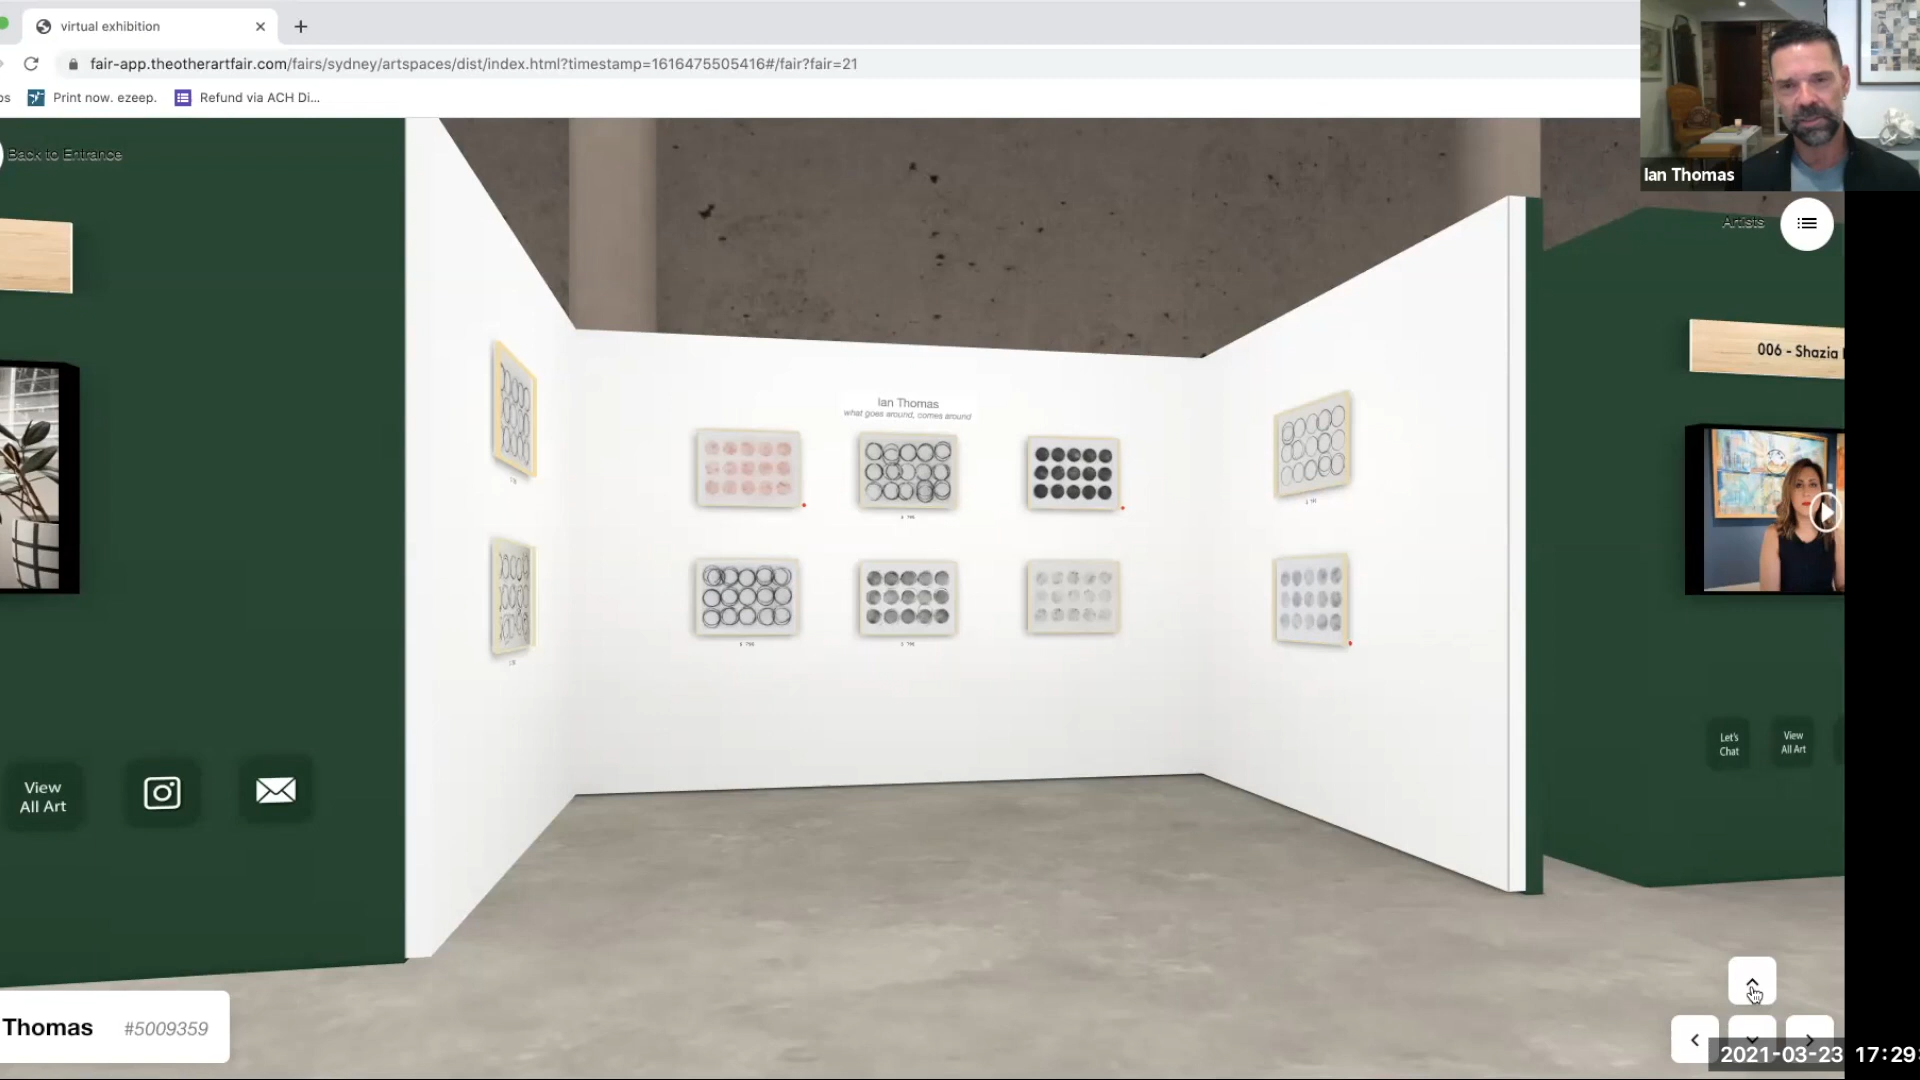 virtual exhibition
fair-app.theotherartfair.com/fairs/sydney/artspaces/dist/index.html?timestamp=1616475505416#/fair?fair=21
Print now. ezeep.
Refund via ACH Di...
Ian Thomas
Back to Entrance
Artists
006 - Shazia
Ian Thomas
what goes around, comes around
Let's
Chat
View
All Art
View
All Art
Thomas #5009359
2021-03-23 17:29: